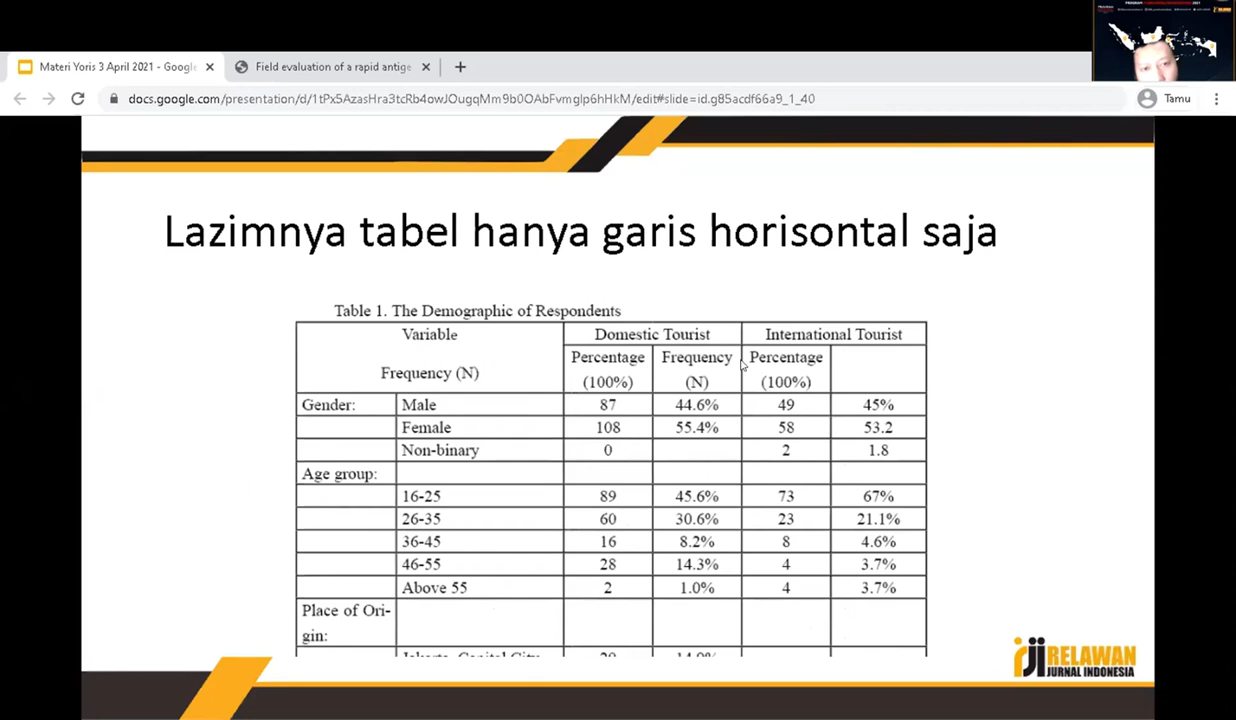 Materi Yoris 3 April 2021 - Google
Field evaluation of a rapid antige
docs.google.com/presentation/d/1tPx5AzasHra3tcRb4owJOugqMm9b0OAbFvmgIp6hHkM/edit#slide=id.g85acdf66a9_1_40
Tamu
Lazimnya tabel hanya garis horisontal saja
Table 1. The Demographic of Respondents
Variable Domestic Tourist International Tourist
Frequency (N) Percentage (100%) Frequency (N) Percentage (100%)
Gender: Male 87 44.6% 49 45%
Female 108 55.4% 58 53.2
Non-binary 0 2 1.8
Age group:
16-25 89 45.6% 73 67%
26-35 60 30.6% 23 21.1%
36-45 16 8.2% 8 4.6%
46-55 28 14.3% 4 3.7%
Above 55 2 1.0% 4 3.7%
Place of Ori-
gin:
RELAWAN
JURNAL INDONESIA